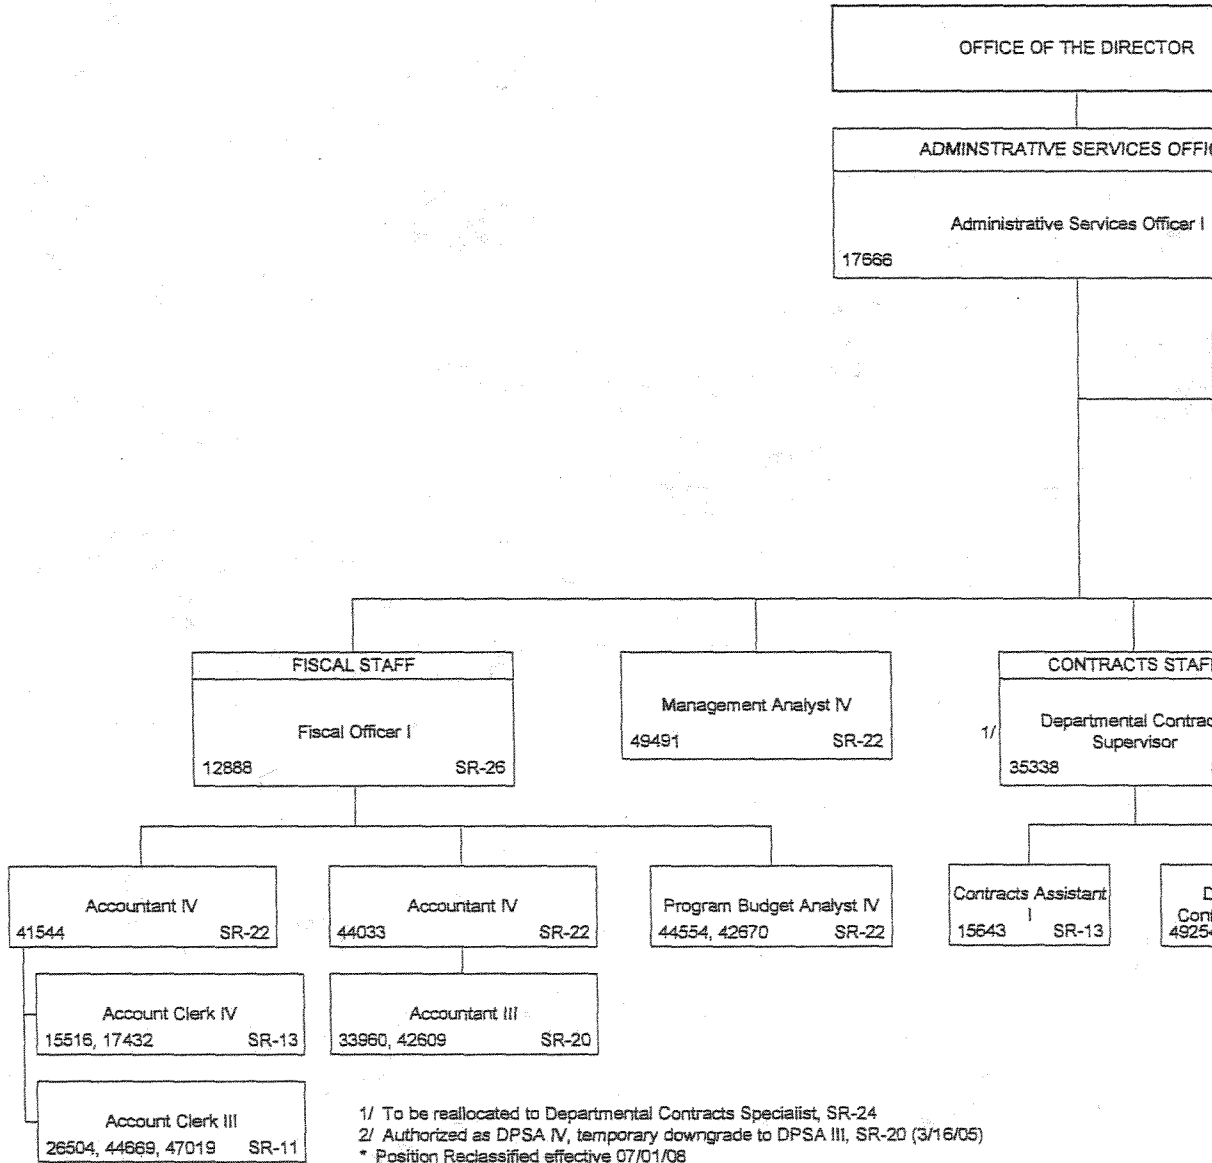 OFFICE OF THE DIRECTOR
ADMINSTRATIVE SERVICES
Administrative Services Officer I
17666
FISCAL STAFF
Fiscal Officer I
12888 SR-26
Management Analyst IV
49491 SR-22
CONTRACTS
1/
Departmental
Supervisor
35338
Accountant IV
41544 SR-22
Accountant IV
44033 SR-22
Program Budget Analyst IV
44554, 42670 SR-22
Contracts Assistant
I
15643 SR-13
Account Clerk IV
15516, 17432 SR-13
Accountant III
33960, 42609 SR-20
Account Clerk III
26504, 44669, 47019 SR-11
1/ To be reallocated to Departmental Contracts Specialist, SR-24
2/ Authorized as DPSA IV, temporary downgrade to DPSA III, SR-20 (3/16/05)
* Position Reclassified effective 07/01/08